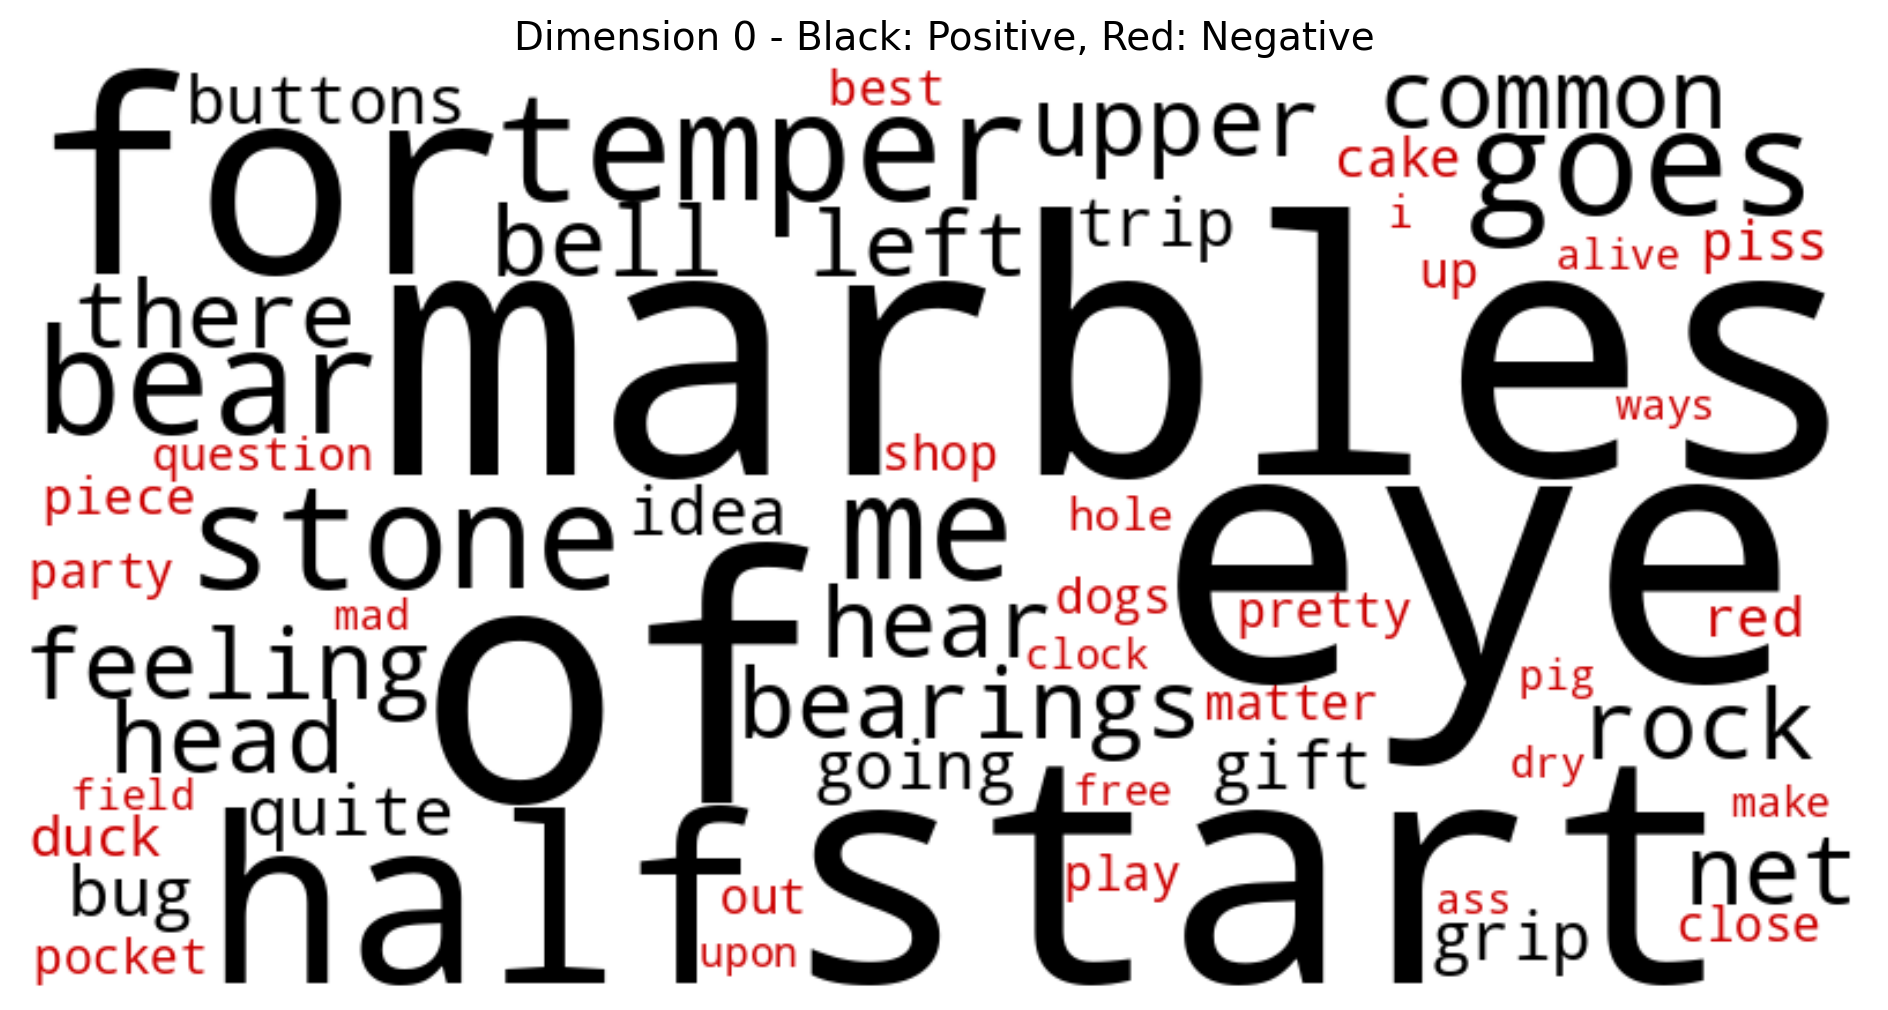 Dimension 0 - Black: Positive, Red: Negative
for
buttons
temper
best
upper
common
cake
goes
bell
left
trip
i
up
alive
piss
there
bear
marbles
ways
question
shop
piece
stone
idea
me
hole
eye
party
mad
of
hear
dogs
pretty
red
feeling
clock
pig
head
bearings
matter
rock
going
gift
dry
field
quite
free
make
duck
half
start
bug
play
net
out
ass
close
pocket
upon
grip